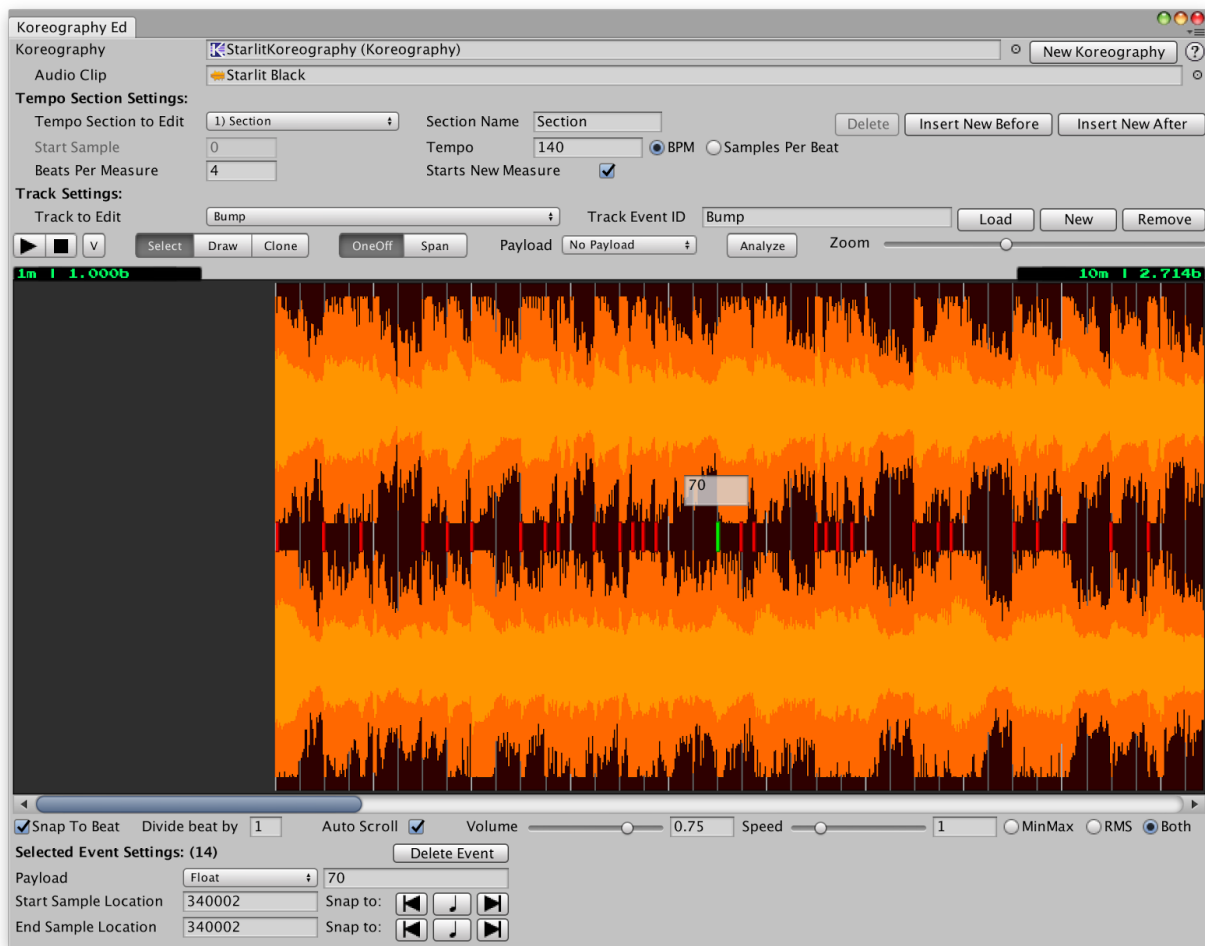 Koreography Ed
Koreography StarlitKoreography (Koreography) New Koreography ?
Audio Clip Starlit Black
Tempo Section Settings:
Tempo Section to Edit 1) Section Section Name Section Delete Insert New Before Insert New After
Start Sample 0 Tempo 140 BPM Samples Per Beat
Beats Per Measure 4 Starts New Measure
Track Settings:
Track to Edit Bump Track Event ID Bump Load New Remove
V Select Draw Clone OneOff Span Payload No Payload Analyze Zoom
1m | 1.000b 10m | 2.714b
70
Snap To Beat Divide beat by 1 Auto Scroll Volume 0.75 Speed 1 MinMax RMS Both
Selected Event Settings: (14) Delete Event
Payload Float 70
Start Sample Location 340002 Snap to:
End Sample Location 340002 Snap to: